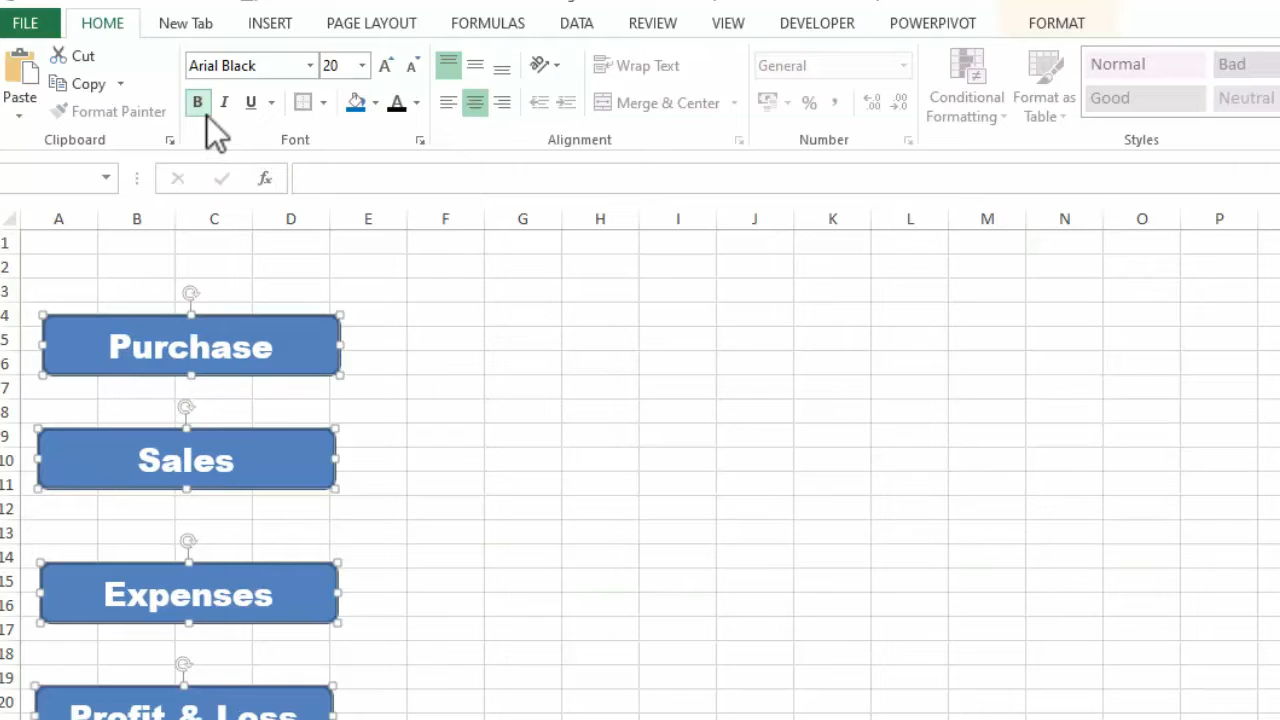 FILE HOME New Tab INSERT PAGE LAYOUT FORMULAS DATA REVIEW VIEW DEVELOPER POWERPIVOT FORMAT
Paste
Cut
Copy
Format Painter
Clipboard
Arial Black 20 A A
B I U A
Font
Wrap Text
Merge & Center
Alignment
General
% ,
Number
Conditional
Formatting
Format as
Table
Normal Bad
Good Neutral
Styles
fx
A B C D E F G H I J K L M N O P
1
2
3
4
5
6
7
8
9
10
11
12
13
14
15
16
17
18
19
20
Purchase
Sales
Expenses
Profit & Loss